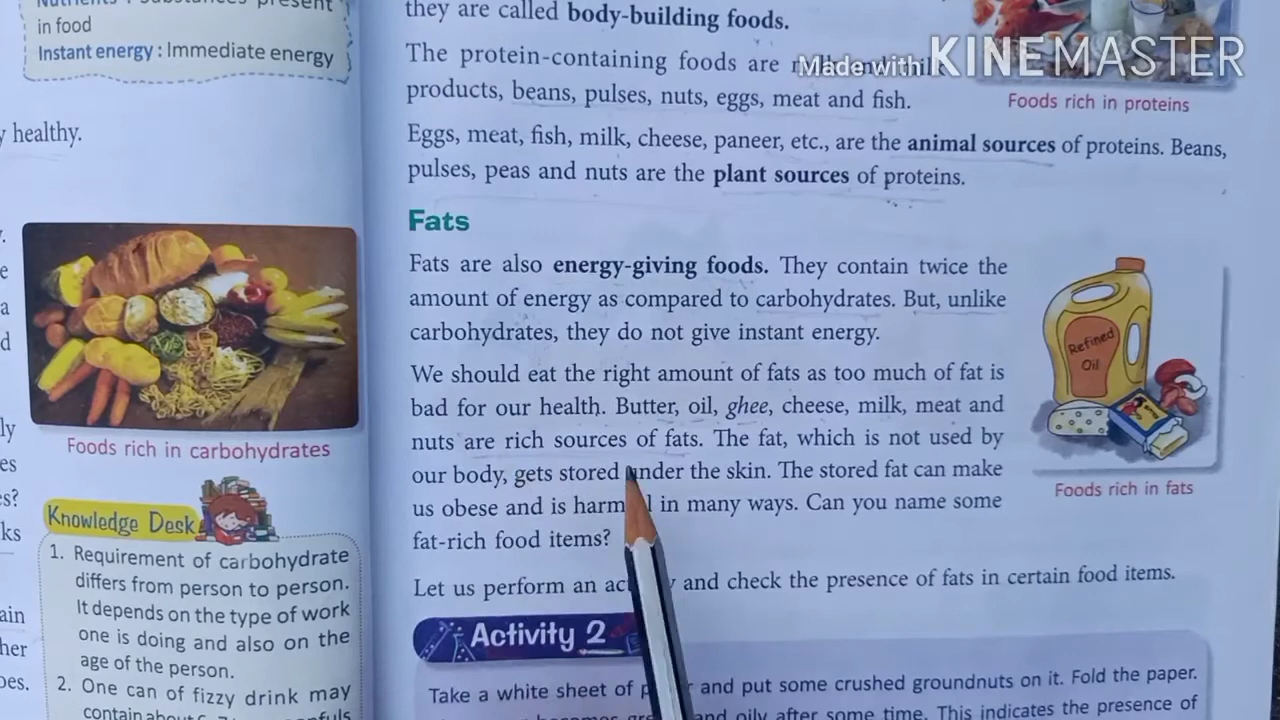 in food
Instant energy : Immediate energy
healthy.
Foods rich in carbohydrates
Knowledge Desk
1. Requirement of carbohydrate
differs from person to person.
It depends on the type of work
one is doing and also on the
age of the person.
2. One can of fizzy drink may
they are called body-building foods.
The protein-containing foods are
products, beans, pulses, nuts, eggs, meat and fish.
Made with KINEMASTER
Foods rich in proteins
Eggs, meat, fish, milk, cheese, paneer, etc., are the animal sources of proteins. Beans,
pulses, peas and nuts are the plant sources of proteins.
Fats
Fats are also energy-giving foods. They contain twice the
amount of energy as compared to carbohydrates. But, unlike
carbohydrates, they do not give instant energy.
We should eat the right amount of fats as too much of fat is
bad for our health. Butter, oil, ghee, cheese, milk, meat and
nuts are rich sources of fats. The fat, which is not used by
our body, gets stored under the skin. The stored fat can make
us obese and is in many ways. Can you name some
fat-rich food items?
Refined
Oil
Foods rich in fats
Let us perform an and check the presence of fats in certain food items.
Activity 2
Take a white sheet of and put some crushed groundnuts on it. Fold the paper.
and oily after some time. This indicates the presence of